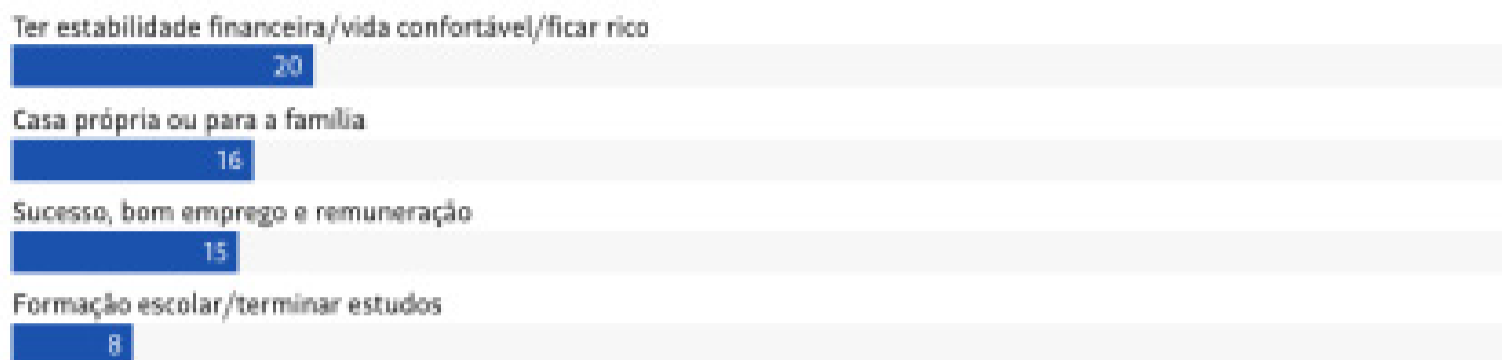 Ter estabilidade financeira/vida confortável/ficar rico
20
Casa própria ou para a família
16
Sucesso, bom emprego e remuneração
15
Formação escolar/terminar estudos
8